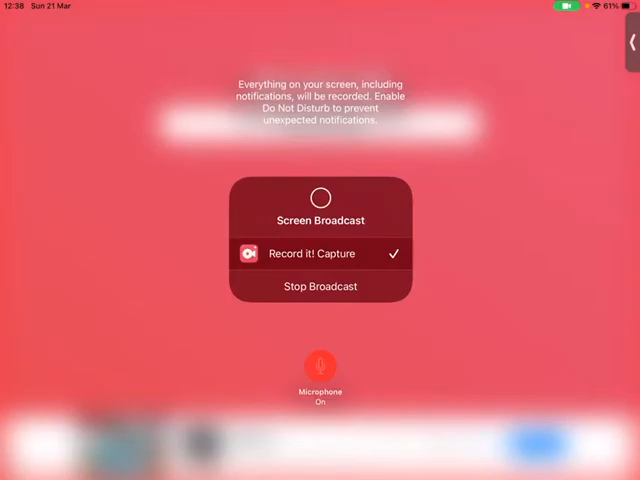 12:38 Sun 21 Mar
61%
Everything on your screen, including
notifications, will be recorded. Enable
Do Not Disturb to prevent
unexpected notifications.
Screen Broadcast
Record it! Capture
Stop Broadcast
Microphone
On